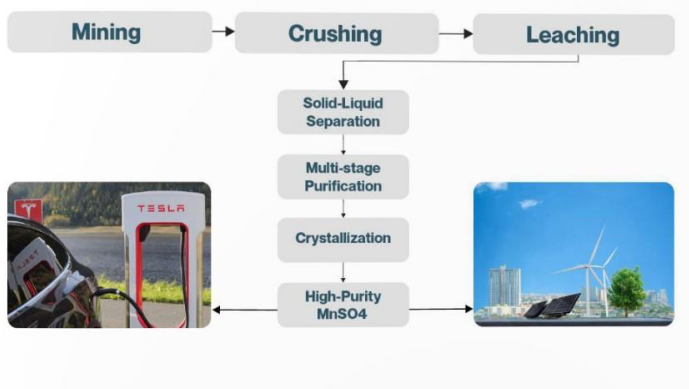 Mining
Crushing
Leaching
Solid-Liquid
Separation
Multi-stage
Purification
Crystallization
High-Purity
MnSO4
TESLA